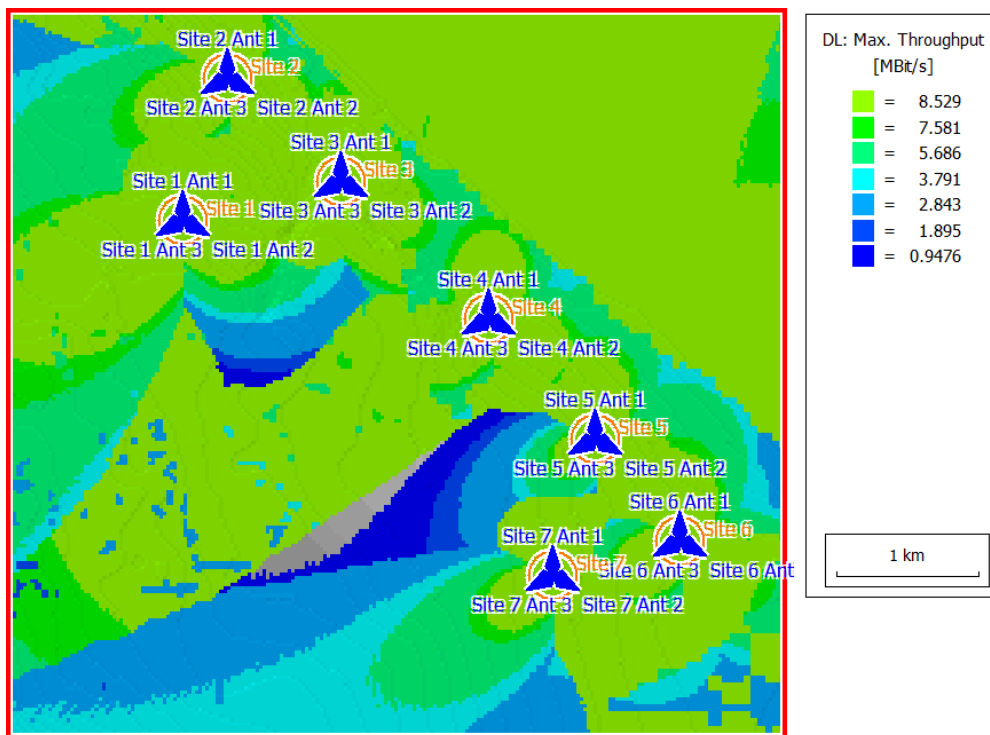 Site 2 Ant 1
Site 2
Site 2 Ant 3 Site 2 Ant 2
Site 3 Ant 1
Site 3
Site 3 Ant 3 Site 3 Ant 2
Site 1 Ant 1
Site 1
Site 1 Ant 3 Site 1 Ant 2
Site 4 Ant 1
Site 4
Site 4 Ant 3 Site 4 Ant 2
Site 5 Ant 1
Site 5
Site 5 Ant 3 Site 5 Ant 2
Site 6 Ant 1
Site 6
Site 6 Ant 3 Site 6 Ant
Site 7 Ant 1
Site 7
Site 7 Ant 3 Site 7 Ant 2
DL: Max. Throughput
[MBit/s]
= 8.529
= 7.581
= 5.686
= 3.791
= 2.843
= 1.895
= 0.9476
1 km